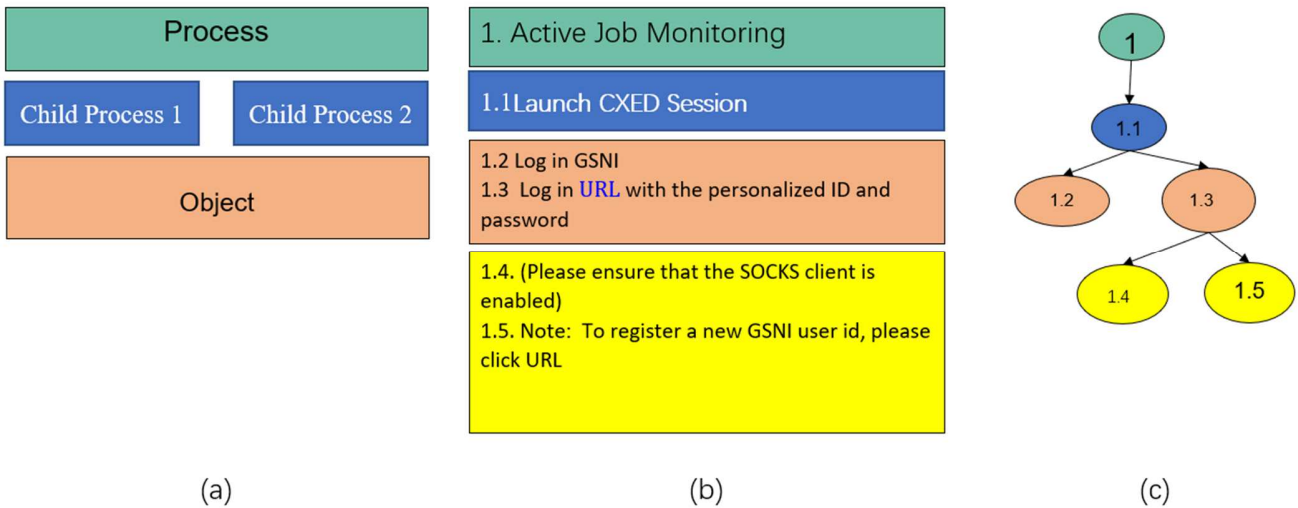 Process
Child Process 1
Child Process 2
Object
(a)
1. Active Job Monitoring
1.1Launch CXED Session
1.2 Log in GSNI
1.3 Log in URL with the personalized ID and
password
1.4. (Please ensure that the SOCKS client is
enabled)
1.5. Note: To register a new GSNI user id, please
click URL
(b)
1
1.1
1.2
1.3
1.4
1.5
(c)